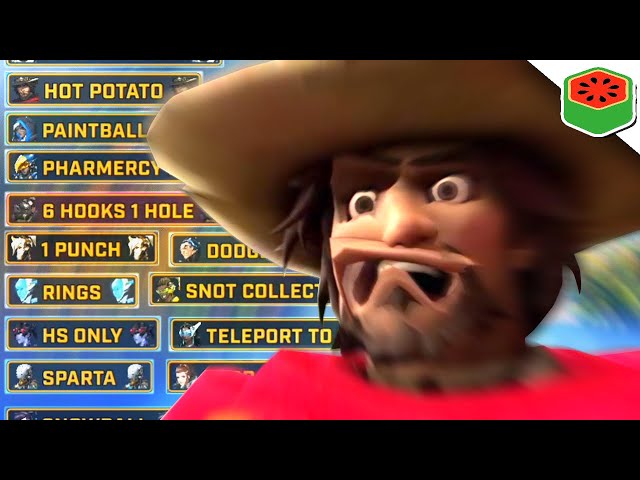 HOT POTATO
PAINTBALL
PHARMERCY
6 HOOKS 1 HOLE
1 PUNCH
RINGS
SNOT COLLECT
HS ONLY
TELEPORT TO
SPARTA